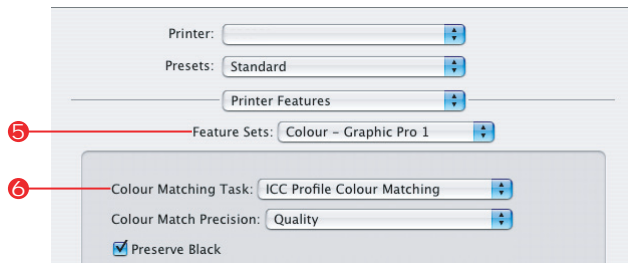 Printer:
Presets: Standard
Printer Features
5 Feature Sets: Colour – Graphic Pro 1
6 Colour Matching Task: ICC Profile Colour Matching
Colour Match Precision: Quality
Preserve Black